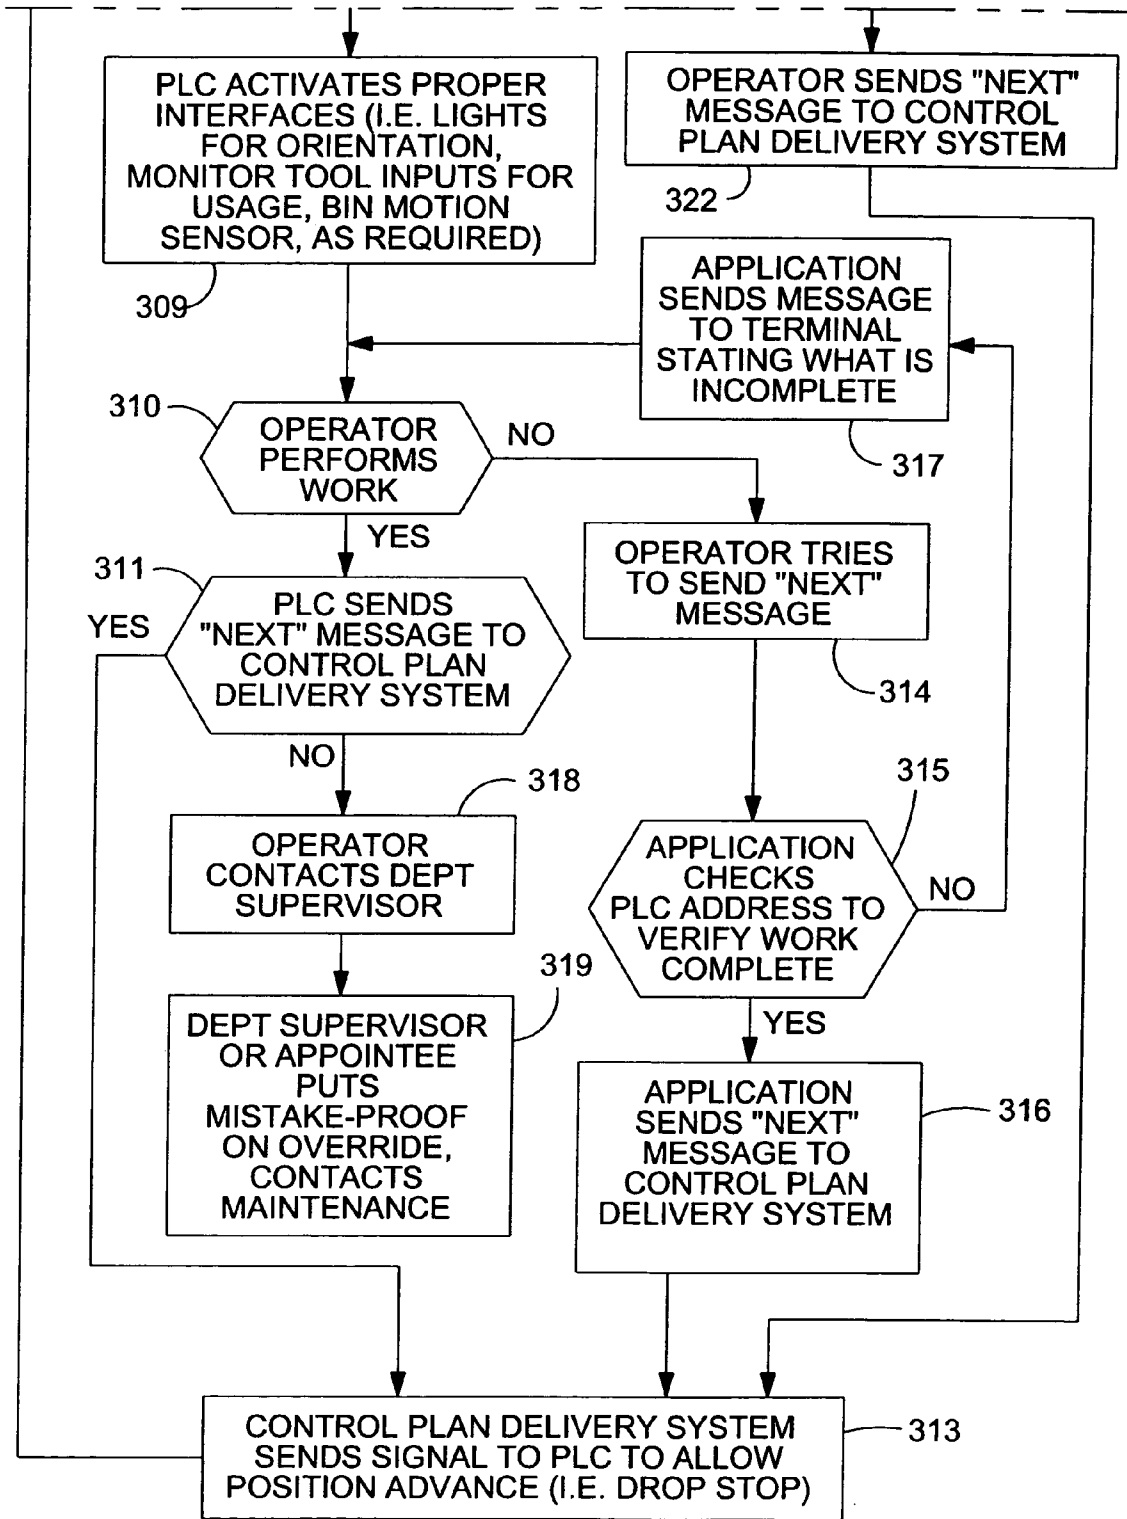 PLC ACTIVATES PROPER
INTERFACES (I.E. LIGHTS
FOR ORIENTATION,
MONITOR TOOL INPUTS FOR
USAGE, BIN MOTION
SENSOR, AS REQUIRED)
309
OPERATOR SENDS "NEXT"
MESSAGE TO CONTROL
PLAN DELIVERY SYSTEM
322
APPLICATION
SENDS MESSAGE
TO TERMINAL
STATING WHAT IS
INCOMPLETE
317
310
OPERATOR
PERFORMS
WORK
NO
YES
OPERATOR TRIES
TO SEND "NEXT"
MESSAGE
314
311
YES
PLC SENDS
"NEXT" MESSAGE TO
CONTROL PLAN
DELIVERY SYSTEM
NO
318
OPERATOR
CONTACTS DEPT
SUPERVISOR
315
APPLICATION
CHECKS
PLC ADDRESS TO
VERIFY WORK
COMPLETE
NO
YES
319
DEPT SUPERVISOR
OR APPOINTEE
PUTS
MISTAKE-PROOF
ON OVERRIDE,
CONTACTS
MAINTENANCE
APPLICATION
SENDS "NEXT"
MESSAGE TO
CONTROL PLAN
DELIVERY SYSTEM
316
CONTROL PLAN DELIVERY SYSTEM
SENDS SIGNAL TO PLC TO ALLOW
POSITION ADVANCE (I.E. DROP STOP)
313